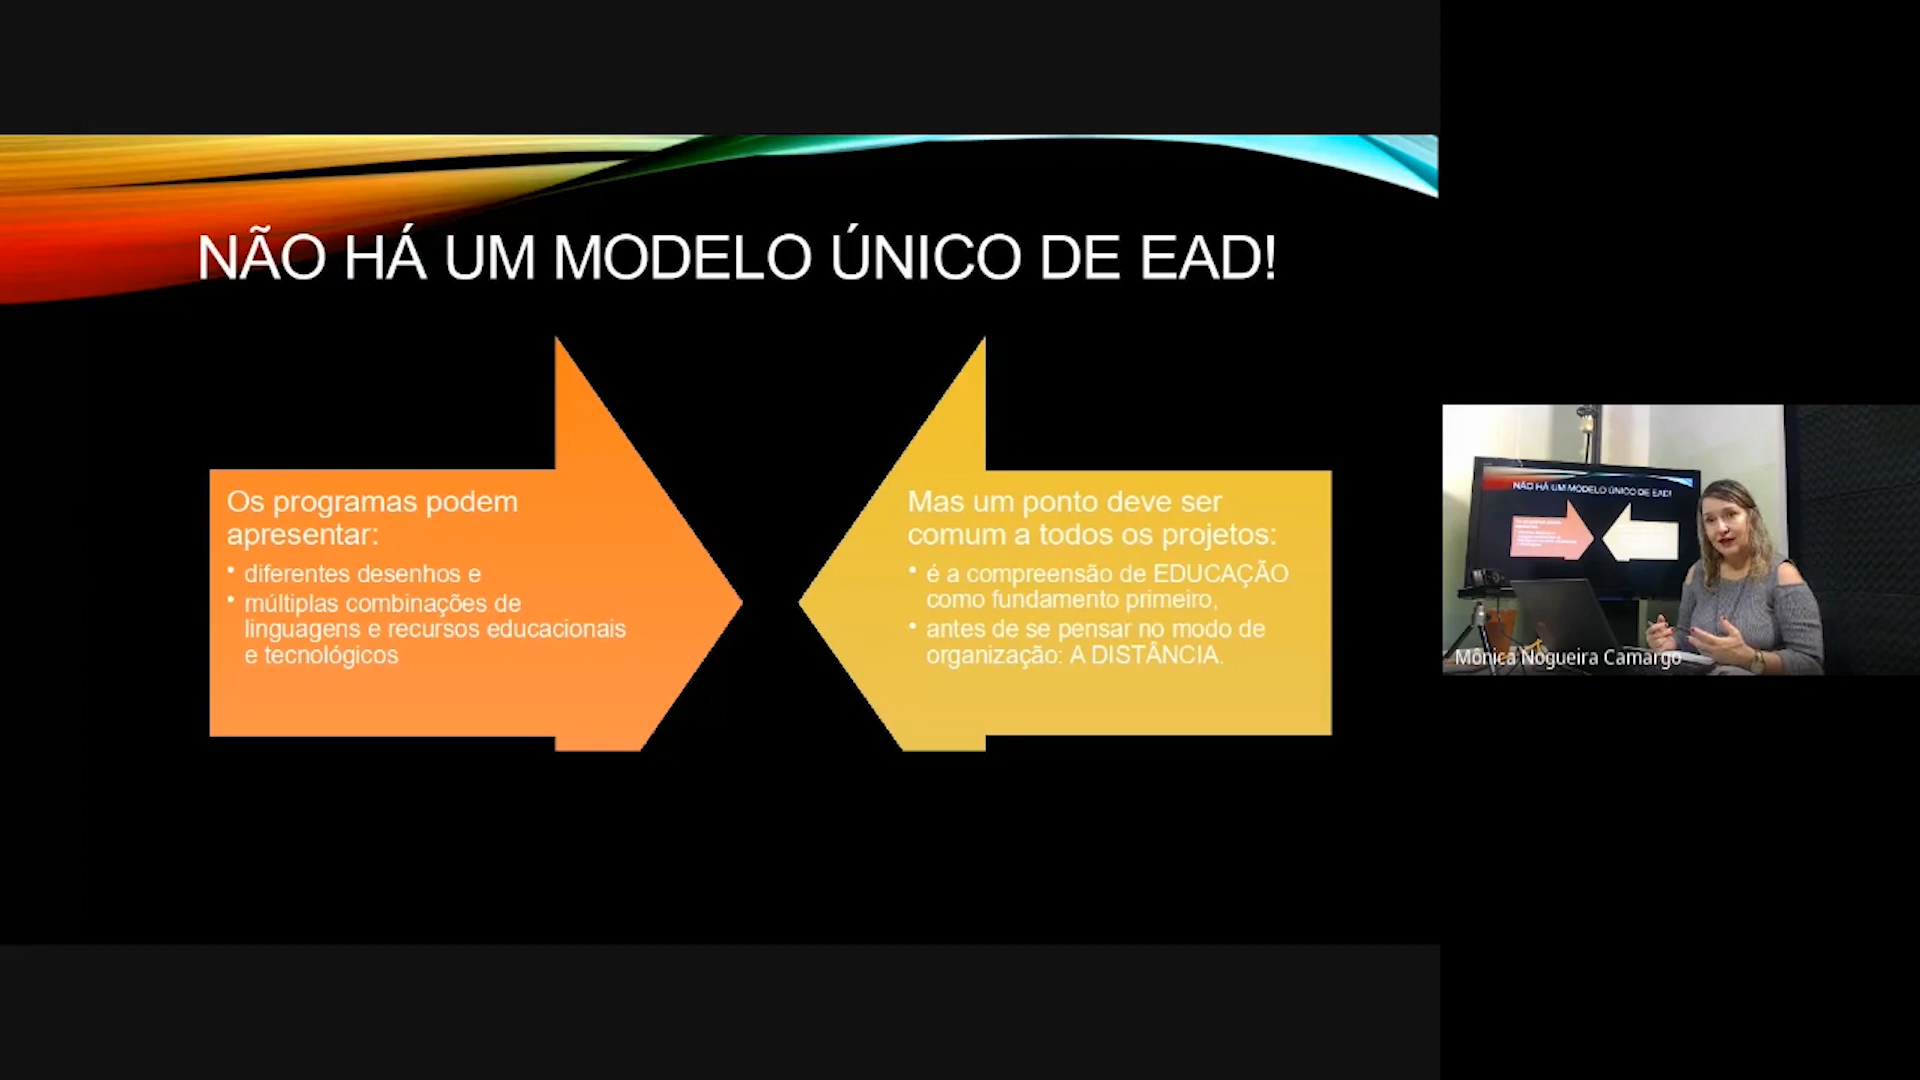 NÃO HÁ UM MODELO ÚNICO DE EAD!
Os programas podem
apresentar:
• diferentes desenhos e
• múltiplas combinações de
linguagens e recursos educacionais
e tecnológicos
Mas um ponto deve ser
comum a todos os projetos:
• é a compreensão de EDUCAÇÃO
como fundamento primeiro,
• antes de se pensar no modo de
organização: A DISTÂNCIA.
NÃO HÁ UM MODELO ÚNICO DE EAD!
Mônica Nogueira Camargo